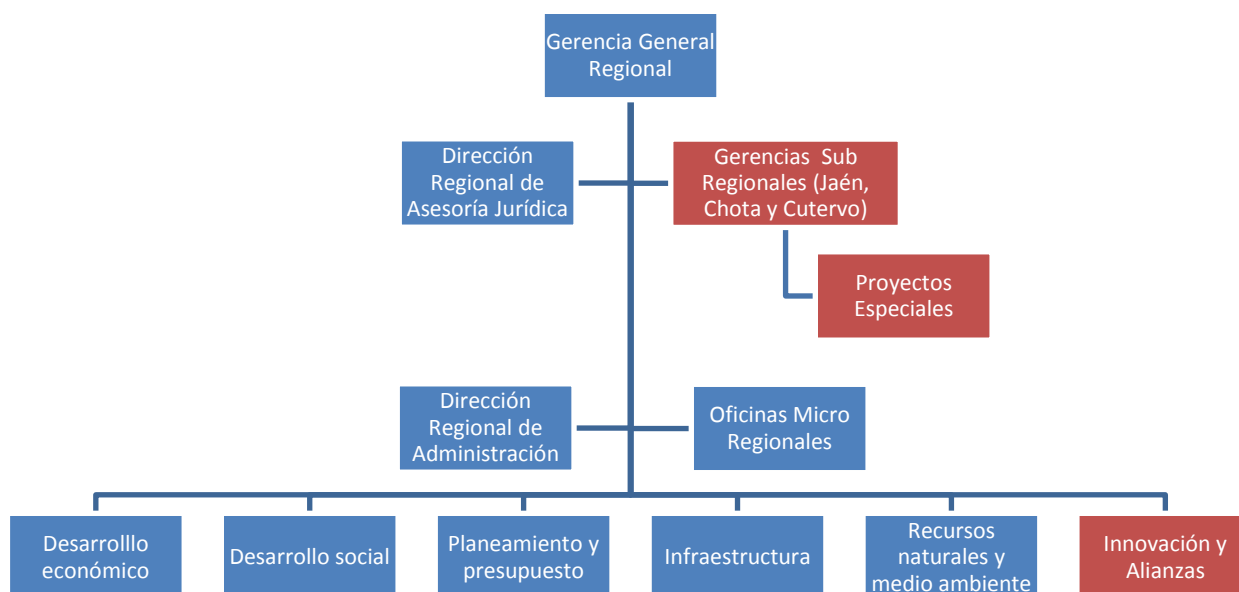 Gerencia General
Regional
Dirección
Regional de
Asesoría Jurídica
Gerencias Sub
Regionales (Jaén,
Chota y Cutervo)
Proyectos
Especiales
Dirección
Regional de
Administración
Oficinas Micro
Regionales
Desarrolllo
económico
Desarrollo social
Planeamiento y
presupuesto
Infraestructura
Recursos
naturales y
medio ambiente
Innovación y
Alianzas